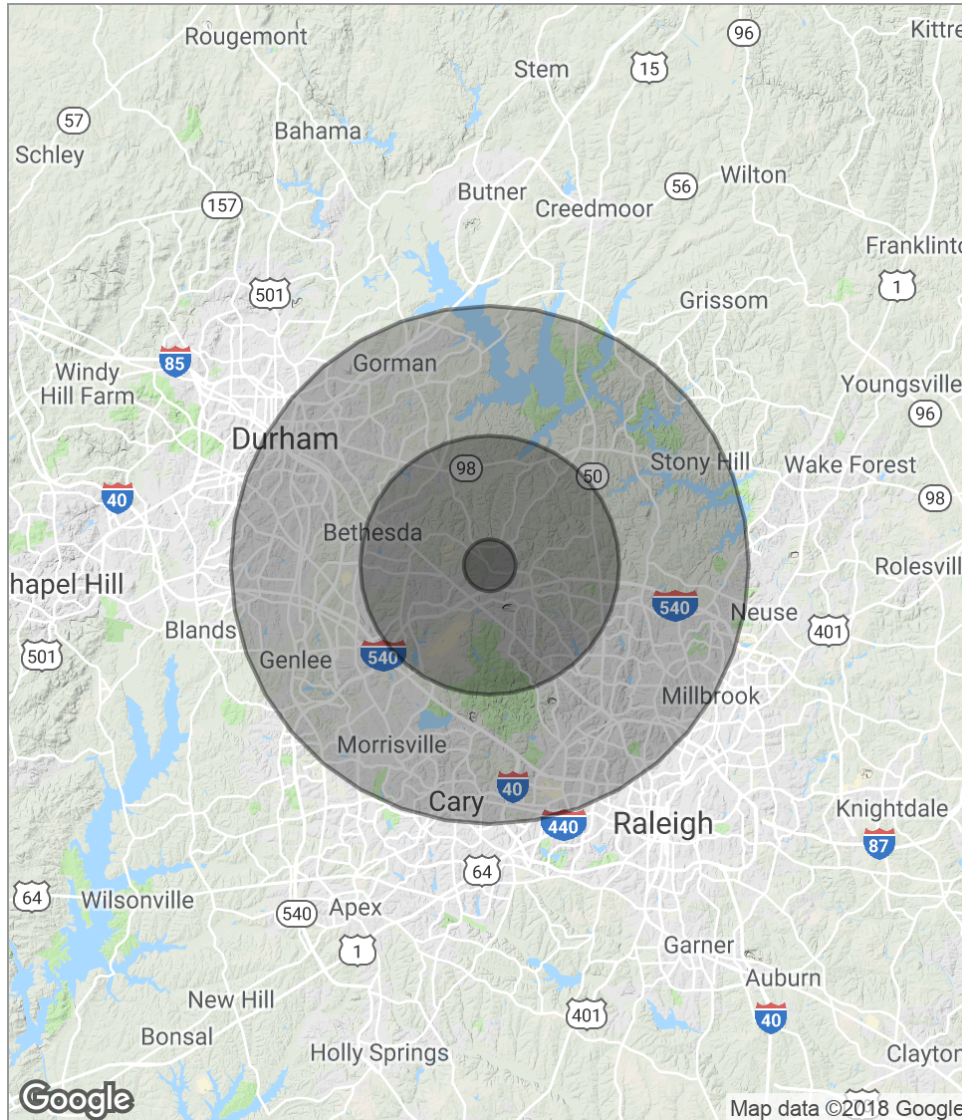 Rougemont
96
Kittre
Stem
15
57
Bahama
Schley
Butner
56
Wilton
157
Creedmoor
Franklinto
501
1
Grissom
85
Gorman
Windy
Hill Farm
Youngsville
96
Durham
98
50
Stony Hill
Wake Forest
40
98
Bethesda
hapel Hill
Rolesvill
540
Neuse
401
Blands
501
540
Genlee
Millbrook
Morrisville
40
Cary
440
Raleigh
Knightdale
87
64
64
Wilsonville
540
Apex
1
Garner
Auburn
New Hill
401
40
Bonsal
Holly Springs
Clayton
Google
Map data ©2018 Google